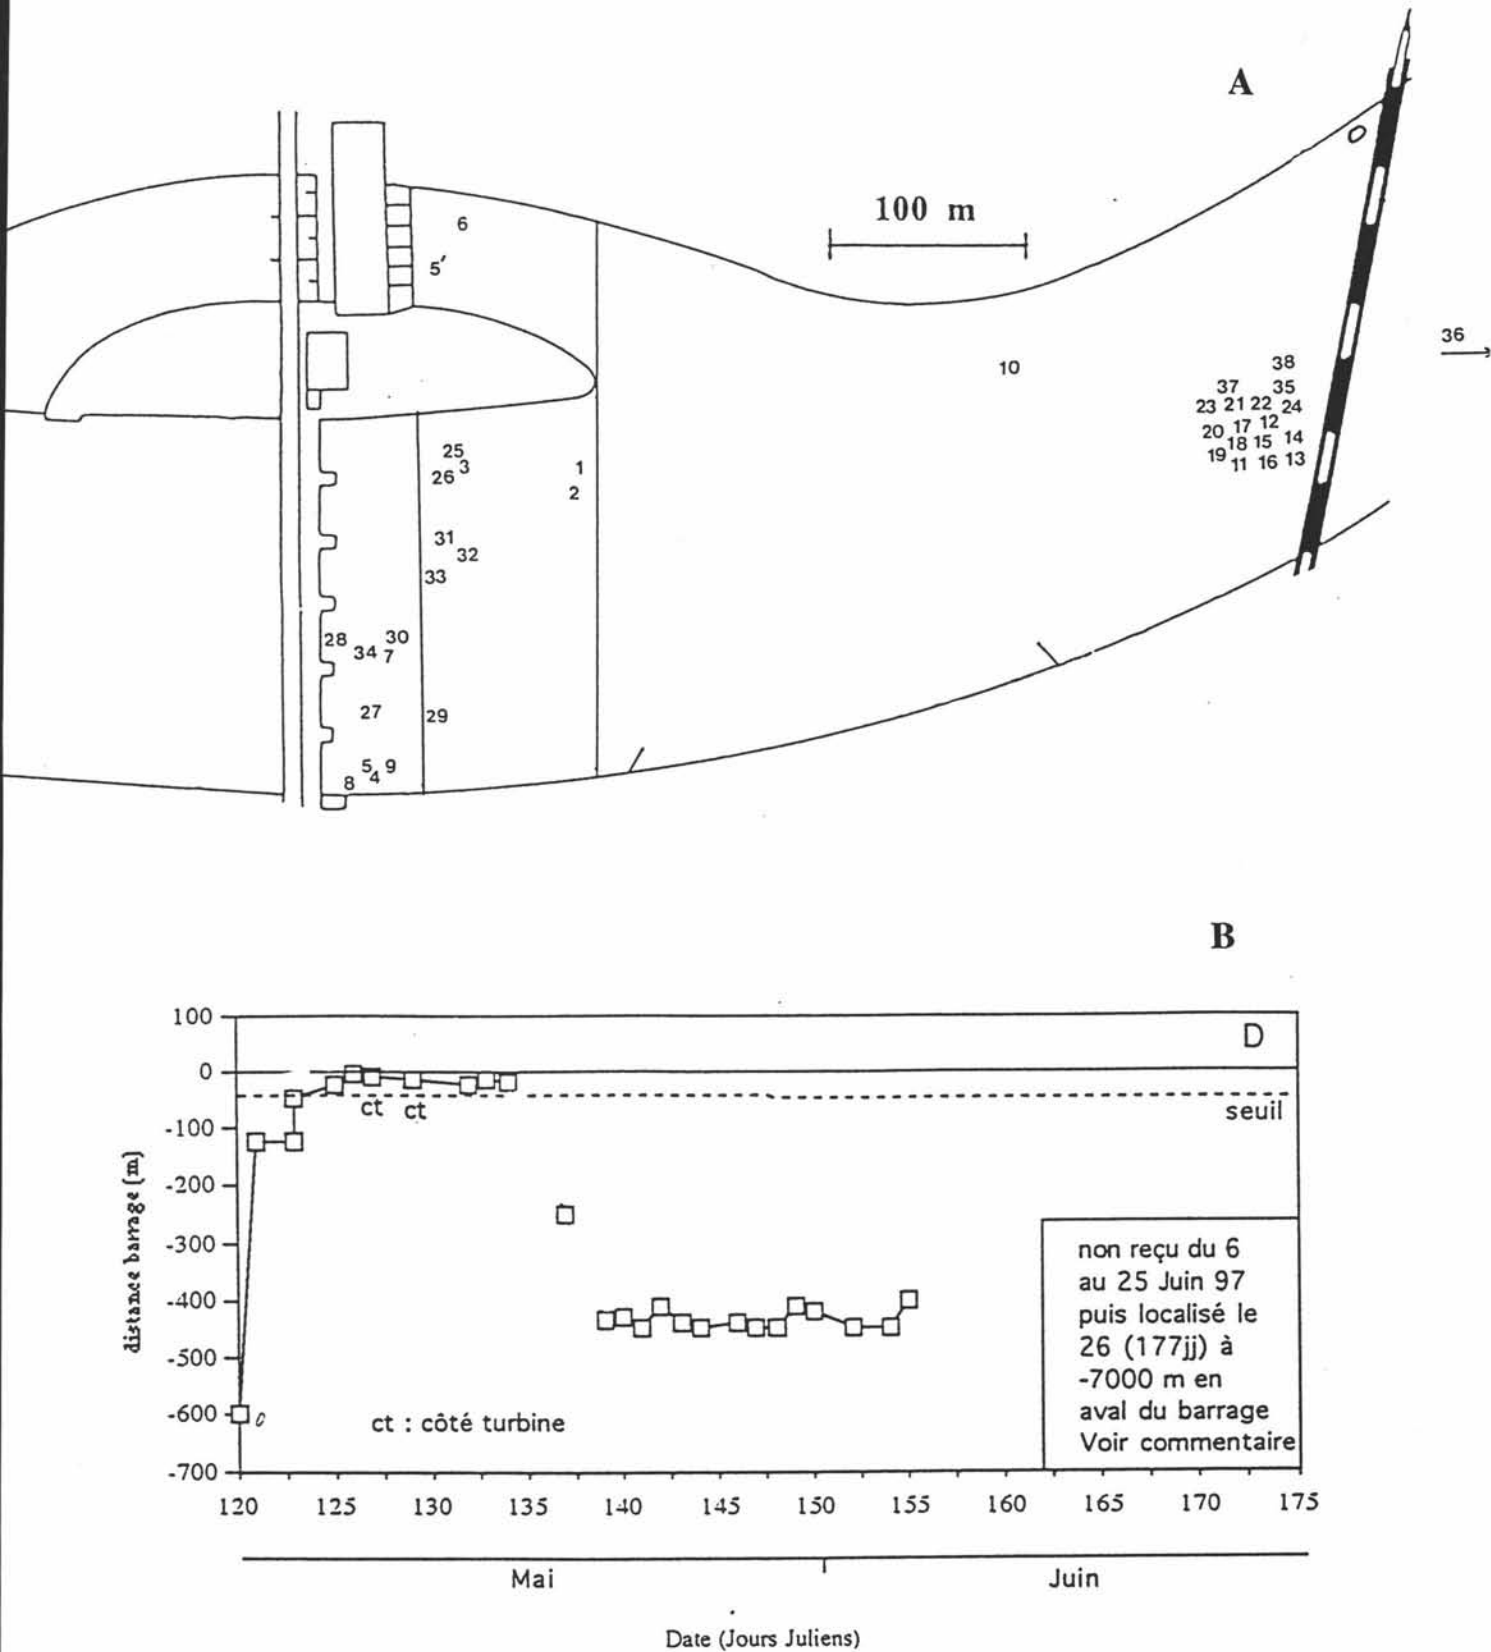 A
100 m
6
5′
36
10
38
37 35
23 21 22 24
20 17 12
18 15 14
19 11 16 13
25
3
26
1
2
31
32
33
28 30
34 7
27
29
5 9
4
8
B
100
0
-100
-200
-300
-400
-500
-600
-700
distance barrage (m)
D
ct ct
seuil
ct : côté turbine
non reçu du 6
au 25 Juin 97
puis localisé le
26 (177jj) à
-7000 m en
aval du barrage
Voir commentaire
120 125 130 135 140 145 150 155 160 165 170 175
Mai Juin
Date (Jours Juliens)